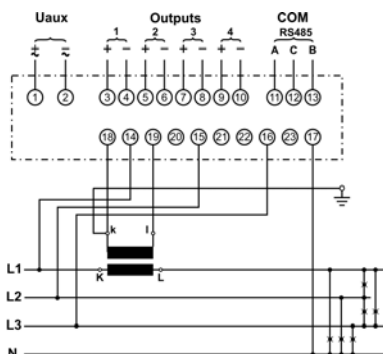 Uaux Outputs COM
1 2 3 4 RS485
+ − + − + − + − A C B
1 2 3 4 5 6 7 8 9 10 11 12 13
18 14 19 20 15 21 22 16 23 17
k l
L1 K L
L2
L3
N